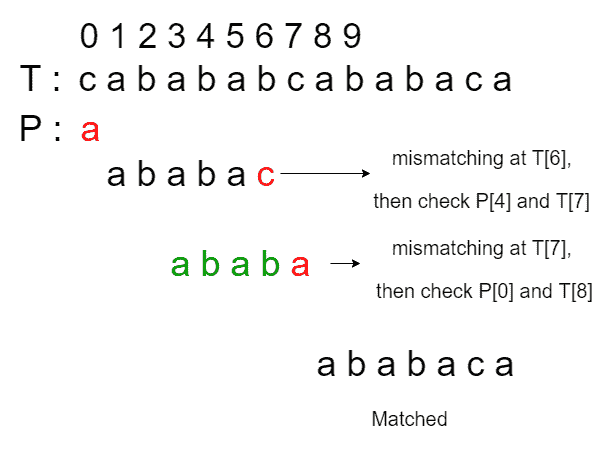 0 1 2 3 4 5 6 7 8 9
T : c a b a b a b c a b a b a c a
P : a
a b a b a c
mismatching at T[6],
then check P[4] and T[7]
a b a b a
mismatching at T[7],
then check P[0] and T[8]
a b a b a c a
Matched